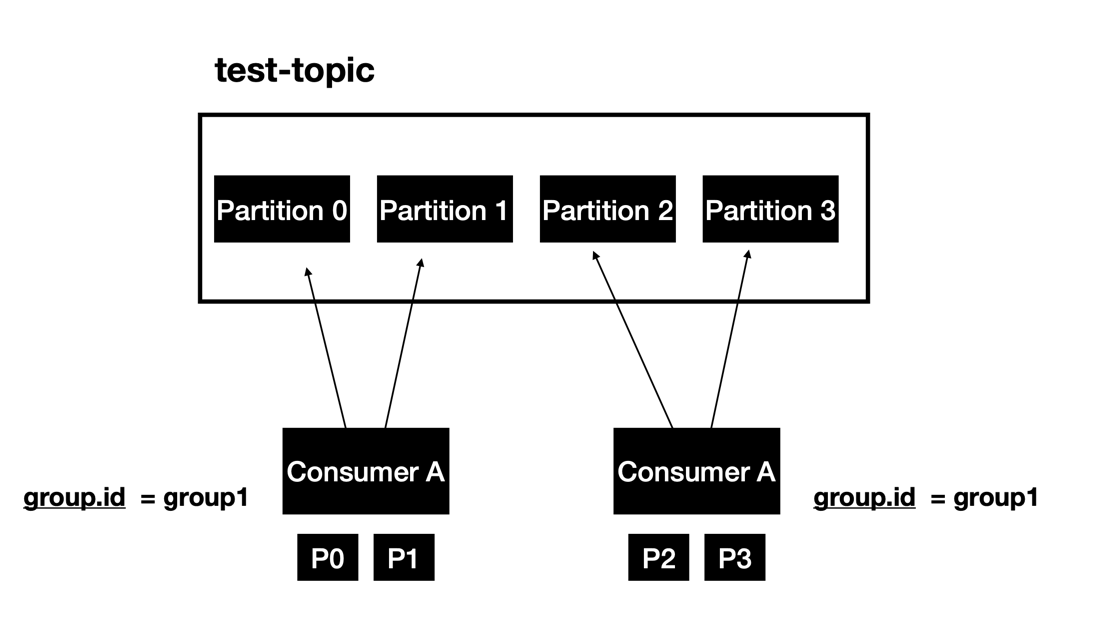 test-topic
Partition 0
Partition 1
Partition 2
Partition 3
Consumer A
Consumer A
group.id = group1
group.id = group1
P0
P1
P2
P3